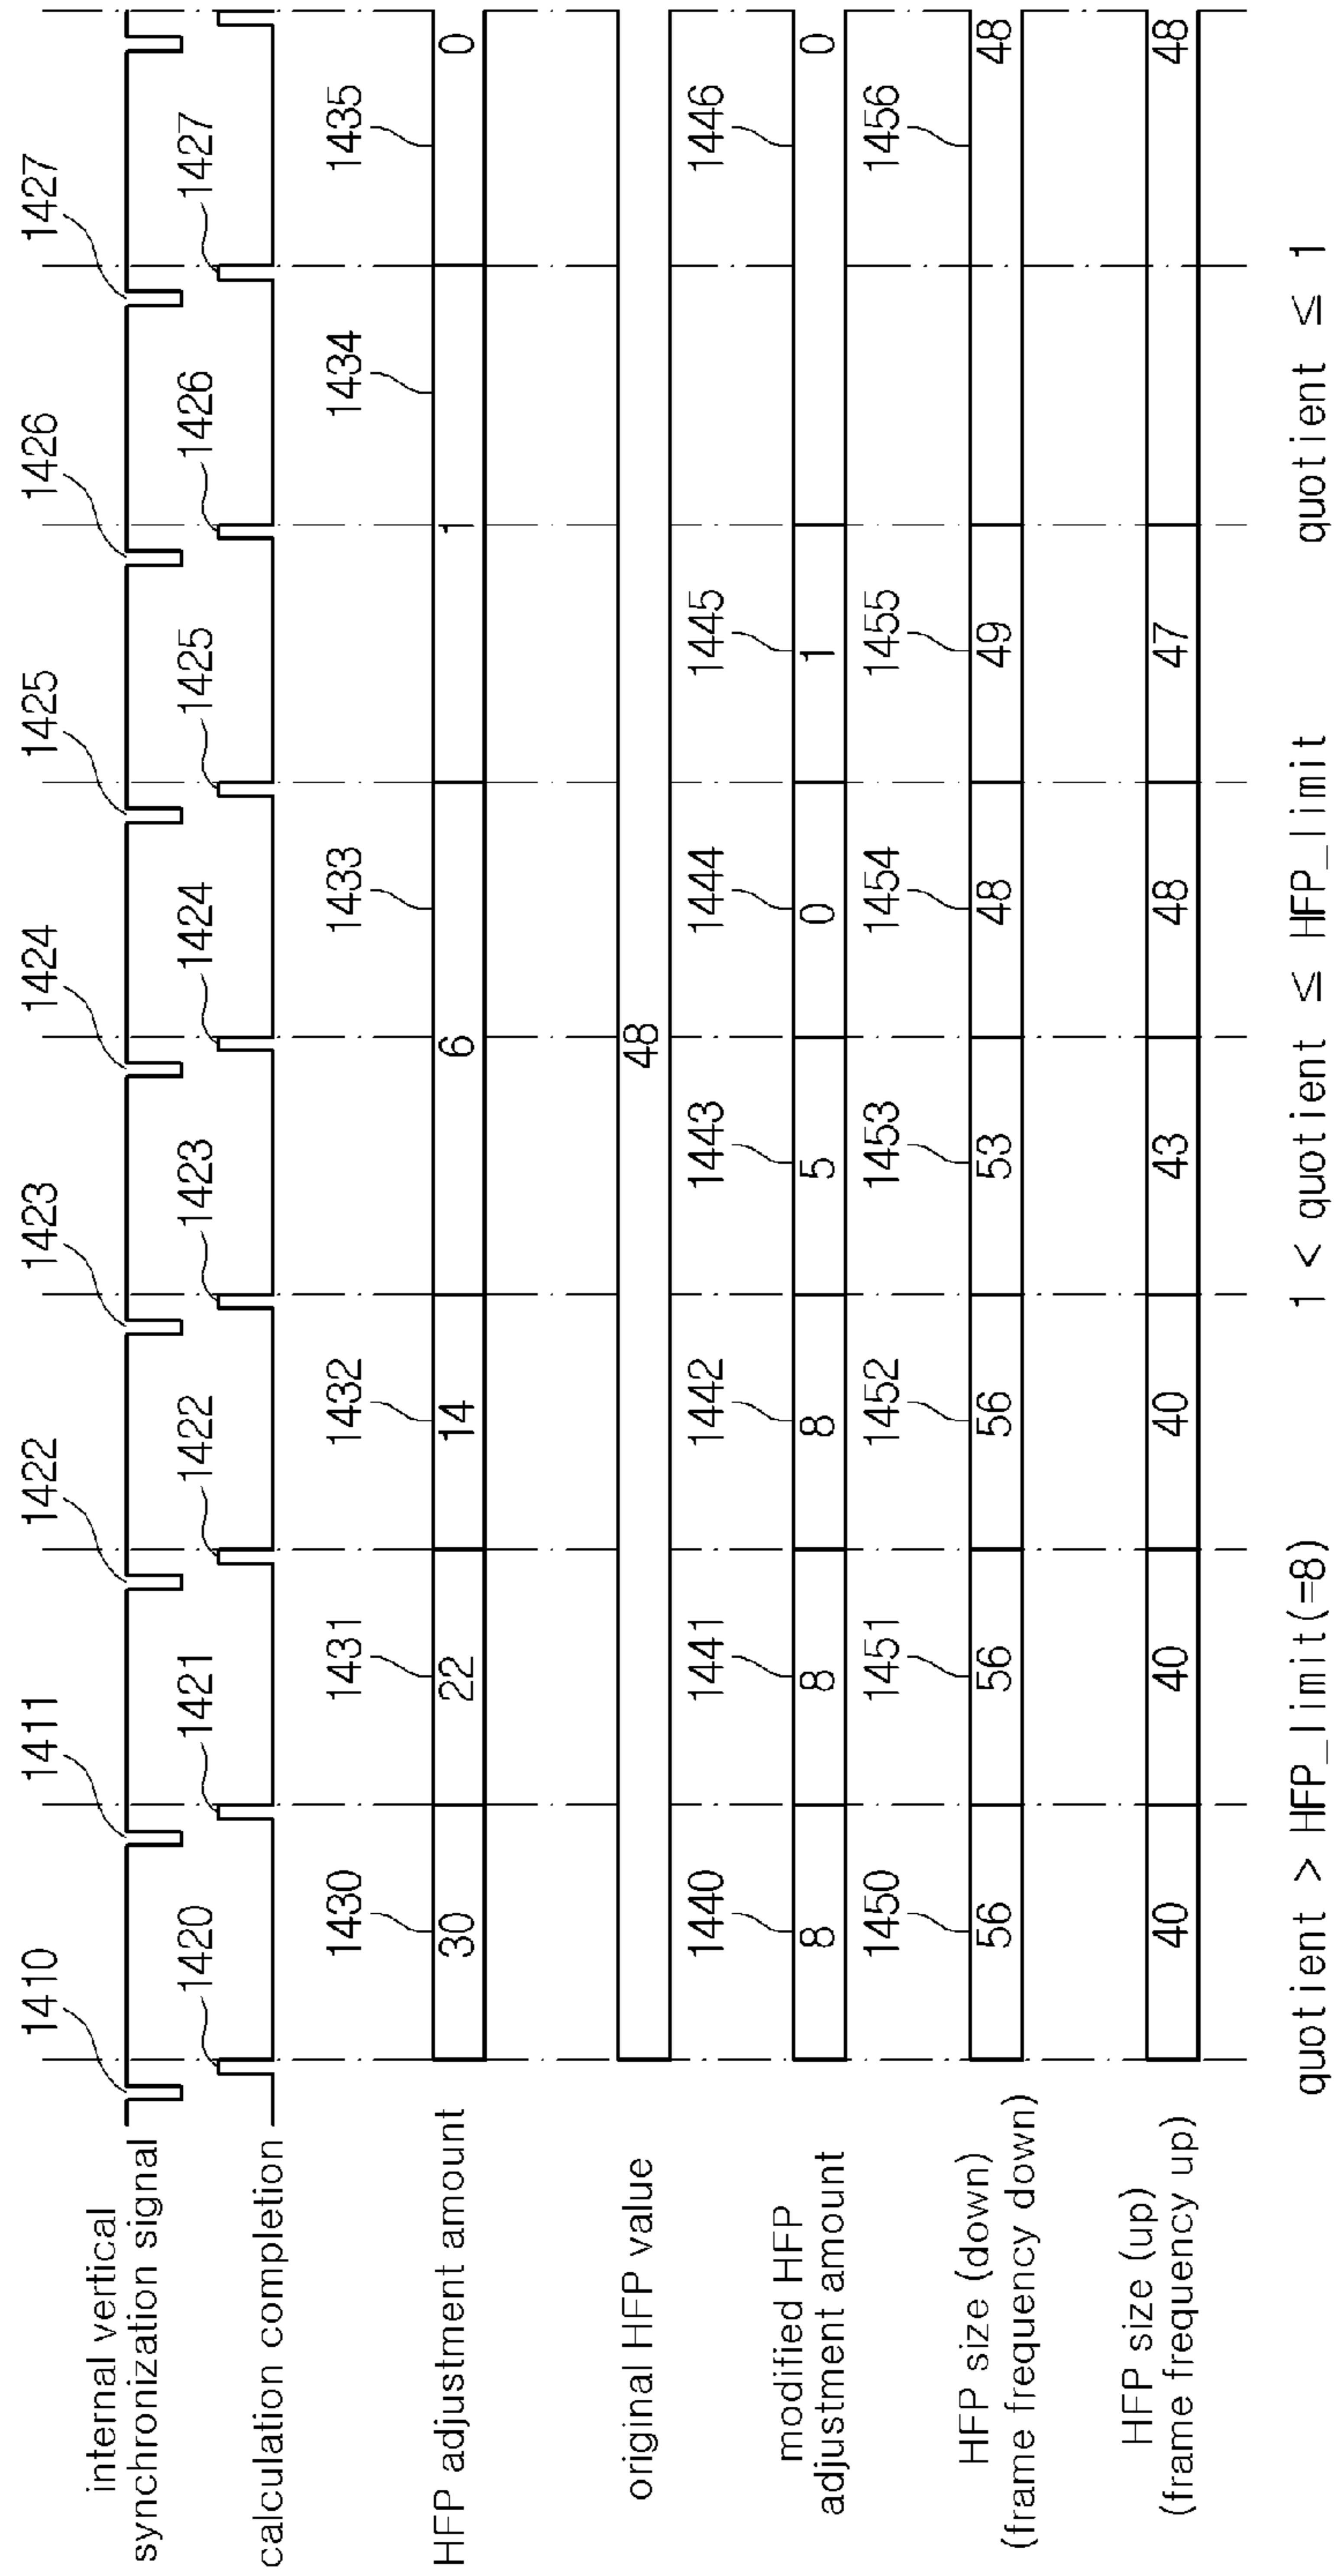 1410 1411 1422 1423 1424 1425 1426 1427
internal vertical
synchronization signal
1420 1421 1422 1423 1424 1425 1426 1427
calculation completion
1430 1431 1432 1433 1434 1435
HFP adjustment amount 30 22 14 6 1 0
original HFP value 48
1440 1441 1442 1443 1444 1445 1446
modified HFP
adjustment amount 8 8 8 5 0 1 0
1450 1451 1452 1453 1454 1455 1456
HFP size (down)
(frame frequency down) 56 56 56 53 48 49 48
HFP size (up)
(frame frequency up) 40 40 40 43 48 47 48
quotient > HFP_limit(=8) 1 < quotient ≤ HFP_limit quotient ≤ 1